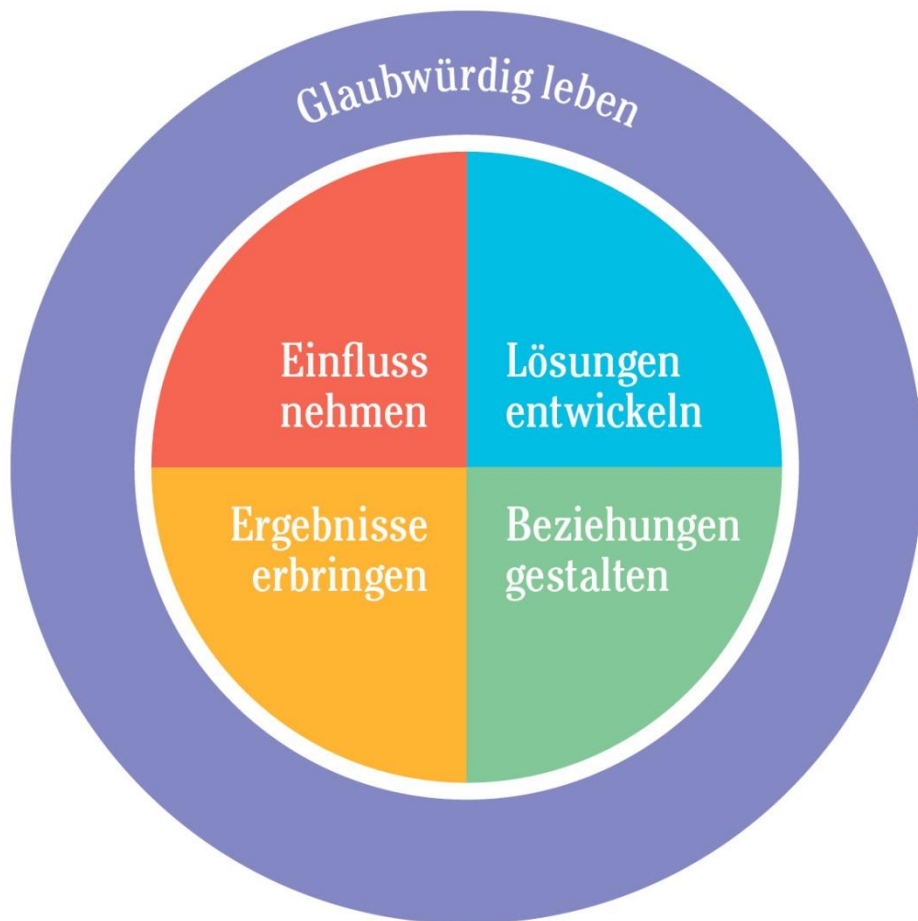 Glaubwürdig leben
Einfluss
nehmen
Lösungen
entwickeln
Ergebnisse
erbringen
Beziehungen
gestalten